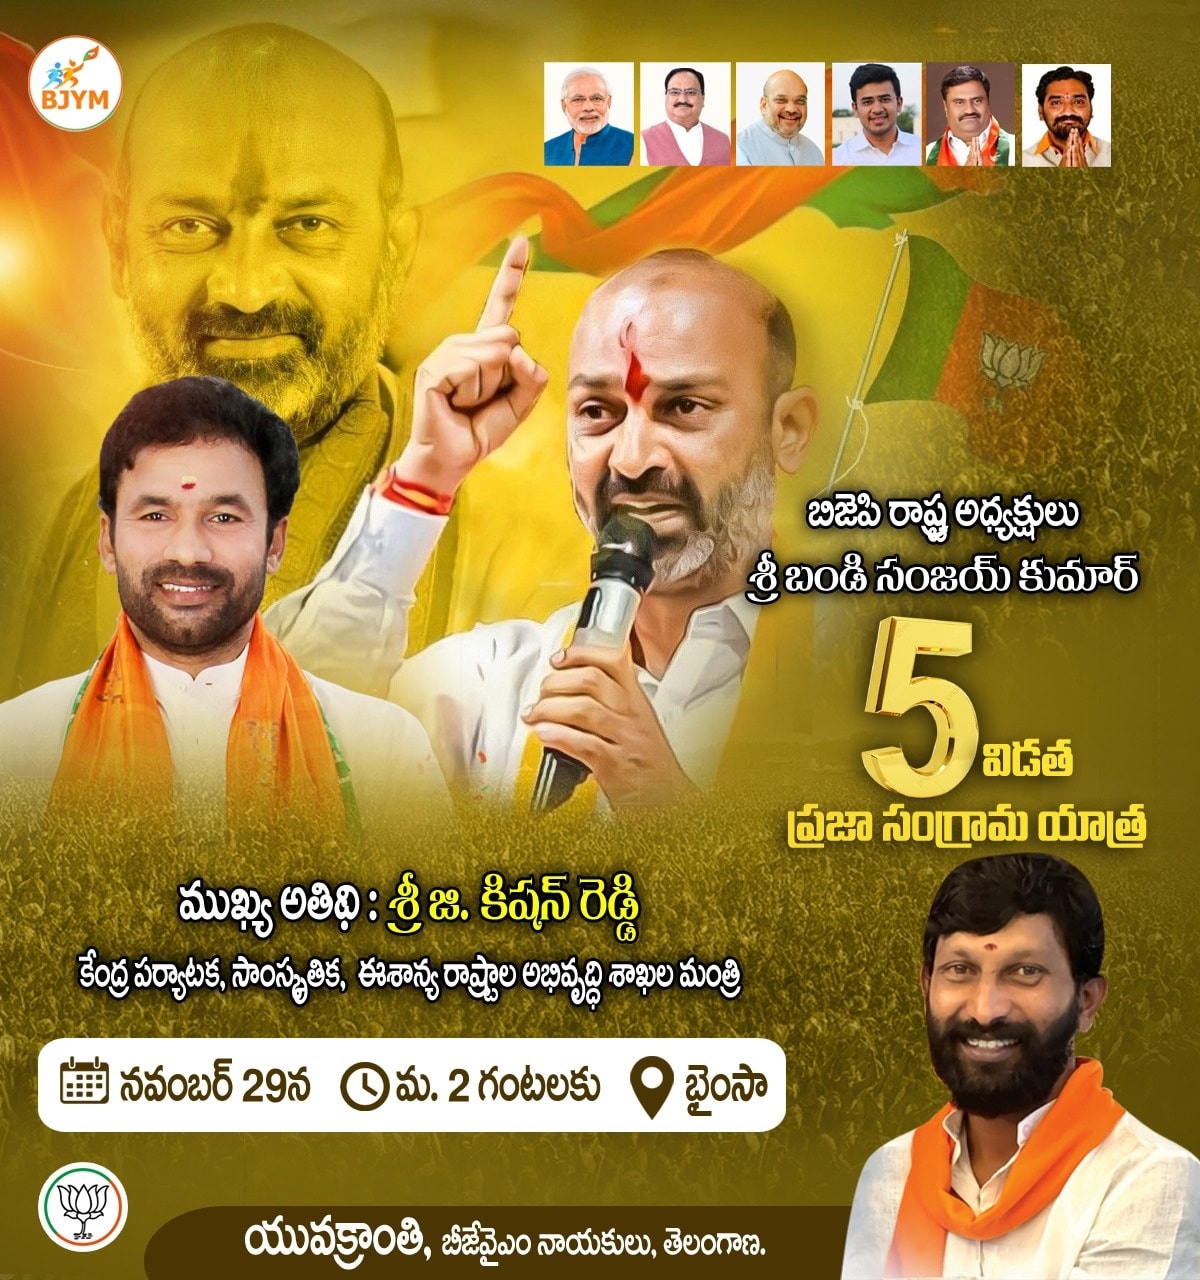 BJYM
బిజెపి రాష్ట్ర అధ్యక్షులు
శ్రీ బండి సంజయ్ కుమార్
5 విడత
ప్రజా సంగ్రామ యాత్ర
ముఖ్య అతిథి : శ్రీ జి. కిషన్ రెడ్డి
కేంద్ర పర్యాటక, సాంస్కృతిక, ఈశాన్య రాష్ట్రాల అభివృద్ధి శాఖల మంత్రి
నవంబర్ 29న మ. 2 గంటలకు భైంసా
యువక్రాంతి, బీజేవైఎం నాయకులు, తెలంగాణ.